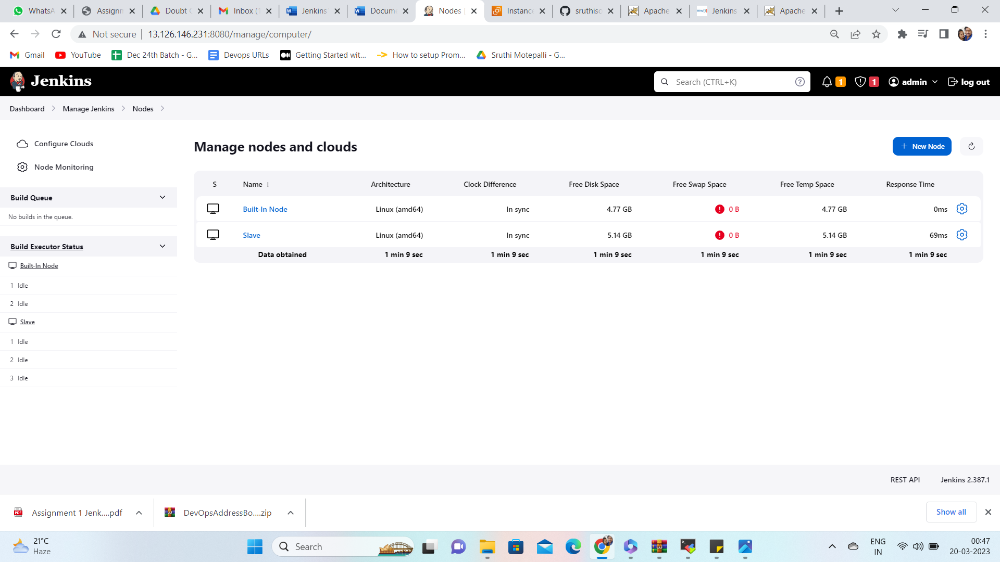 WhatsA
Assignm
Doubt C
Inbox (1
Jenkins
Docume
Nodes [
Instance
sruthiso
Apache
Jenkins
Apache
Not secure
13.126.146.231:8080/manage/computer/
Gmail
YouTube
Dec 24th Batch - G...
Devops URLs
Getting Started wit...
How to setup Prom...
Sruthi Motepalli - G...
Jenkins
Search (CTRL+K)
1
1
admin
log out
Dashboard
Manage Jenkins
Nodes
Configure Clouds
Node Monitoring
Build Queue
No builds in the queue.
Build Executor Status
Built-In Node
1 Idle
2 Idle
Slave
1 Idle
2 Idle
3 Idle
Manage nodes and clouds
+ New Node
S Name ↓ Architecture Clock Difference Free Disk Space Free Swap Space Free Temp Space Response Time
Built-In Node Linux (amd64) In sync 4.77 GB 0 B 4.77 GB 0ms
Slave Linux (amd64) In sync 5.14 GB 0 B 5.14 GB 69ms
Data obtained 1 min 9 sec 1 min 9 sec 1 min 9 sec 1 min 9 sec 1 min 9 sec 1 min 9 sec
REST API
Jenkins 2.387.1
Assignment 1 Jenk....pdf
DevOpsAddressBo....zip
Show all
21°C
Haze
Search
ENG
IN
00:47
20-03-2023